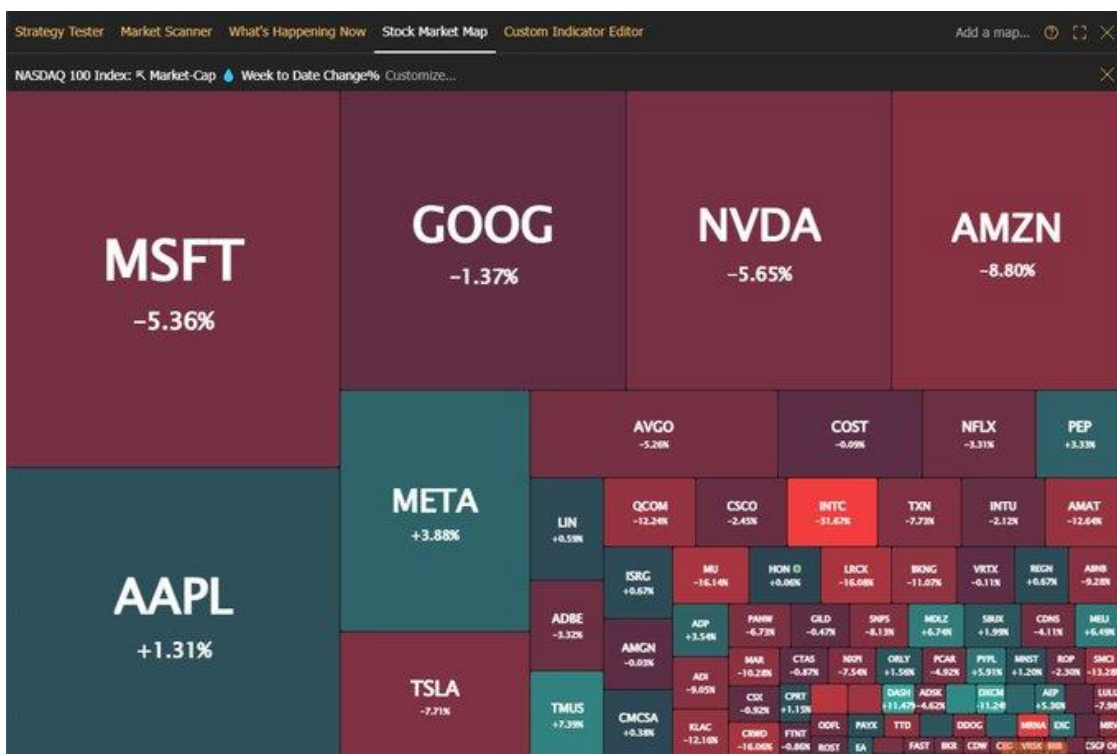 Strategy Tester Market Scanner What's Happening Now Stock Market Map Custom Indicator Editor Add a map...
NASDAQ 100 Index: Market-Cap Week to Date Change% Customize...
MSFT
-5.36%
GOOG
-1.37%
NVDA
-5.65%
AMZN
-8.80%
AAPL
+1.31%
META
+3.88%
TSLA
-7.71%
AVGO
-5.26%
COST
-0.09%
NFLX
-3.31%
PEP
+3.33%
LIN
+0.59%
ADBE
-3.32%
TMUS
+7.39%
QCOM
-12.24%
CSCO
-2.45%
INTC
-31.67%
TXN
-7.73%
INTU
-2.12%
AMAT
-12.64%
ISRG
+0.67%
AMGN
-0.03%
CMCSA
+0.38%
MU
-16.14%
HON
+0.06%
LRCX
-16.08%
BKNG
-11.07%
VRTX
-0.11%
REGN
+0.67%
ABNB
-9.28%
ADP
+3.54%
ADI
-9.05%
KLAC
-12.16%
PANW
-6.73%
GILD
-0.47%
SNPS
-8.13%
MDLZ
+6.74%
SBUX
+1.99%
CDNS
-4.11%
MELI
+6.49%
MAR
-10.28%
CTAS
-0.87%
NXPI
-7.54%
ORLY
+1.56%
PCAR
-4.92%
PYPL
+5.91%
MNST
+1.20%
ROP
-2.30%
SMCI
-13.28%
CSX
-0.92%
CPRT
+1.15%
DASH
+11.47%
ADSK
-4.62%
DXCM
AEP
+5.36%
LULU
-7.98
CRWD
-16.06%
FTNT
-0.86%
ODFL
PAYX
TTD
DDOG
MRNA
EXC
ROST
EA
FAST
BKR
CDW